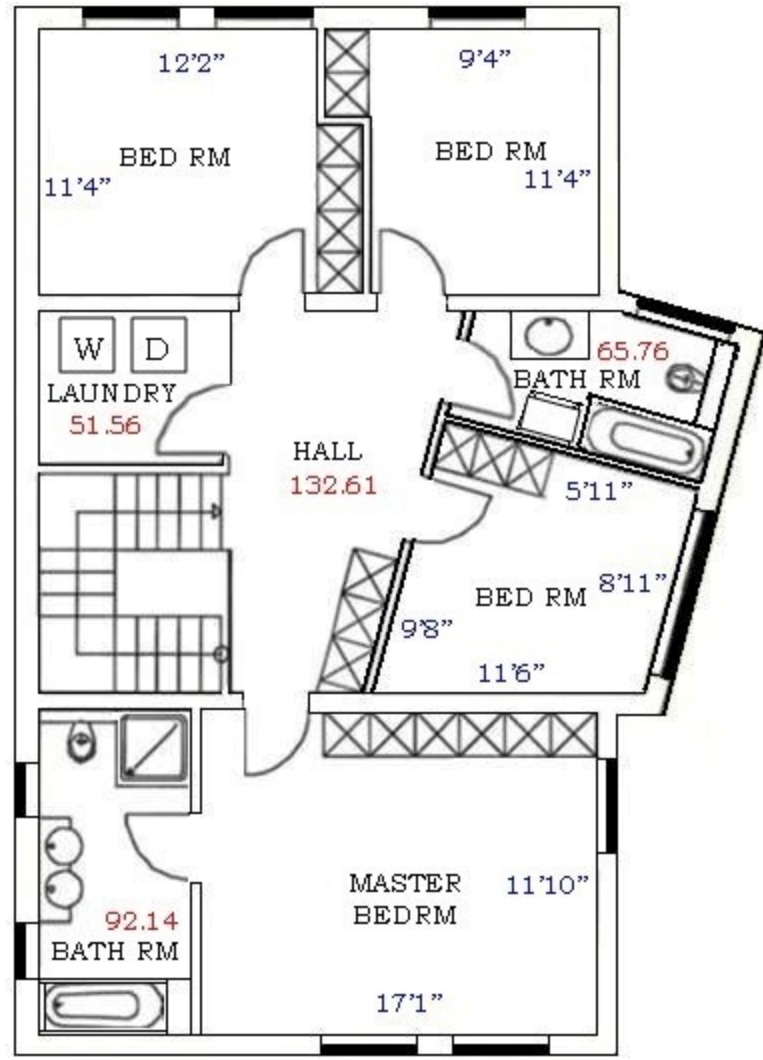 12'2"
9'4"
BED RM
BED RM
11'4"
11'4"
W D
65.76
BATH RM
LAUNDRY
51.56
HALL
132.61
5'11"
BED RM
8'11"
9'8"
11'6"
MASTER
BEDRM
11'10"
92.14
BATH RM
17'1"